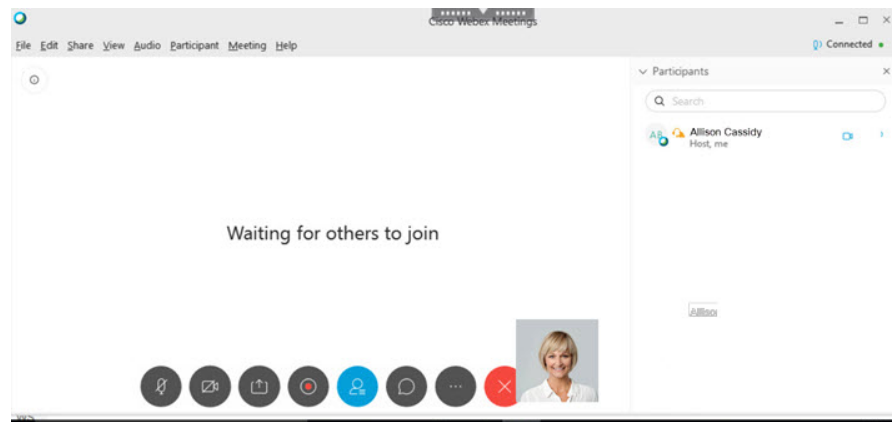 Cisco Webex Meetings
File Edit Share View Audio Participant Meeting Help
Connected
Participants
Search
AB
Allison Cassidy
Host, me
Waiting for others to join